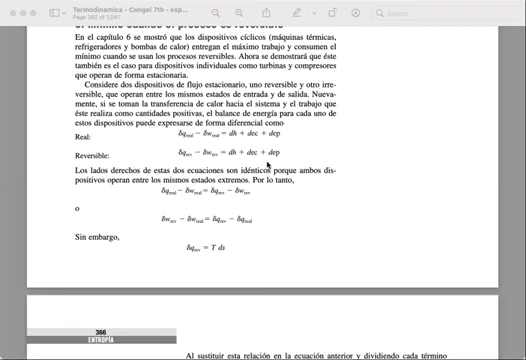 Termodinamica - Cengel 7th - esp...
Page 392 of 1,041
Search
el mínimo cuando el proceso es reversible
En el capítulo 6 se mostró que los dispositivos cíclicos (máquinas térmicas,
refrigeradores y bombas de calor) entregan el máximo trabajo y consumen el
mínimo cuando se usan los procesos reversibles. Ahora se demostrará que éste
también es el caso para dispositivos individuales como turbinas y compresores
que operan de forma estacionaria.
Considere dos dispositivos de flujo estacionario, uno reversible y otro irre-
versible, que operan entre los mismos estados de entrada y de salida. Nueva-
mente, si se toman la transferencia de calor hacia el sistema y el trabajo que
éste realiza como cantidades positivas, el balance de energía para cada uno de
estos dispositivos puede expresarse de forma diferencial como
Real: δq_real − δw_real = dh + dec + dep
Reversible: δq_rev − δw_rev = dh + dec + dep
Los lados derechos de estas dos ecuaciones son idénticos porque ambos dis-
positivos operan entre los mismos estados extremos. Por lo tanto,
δq_real − δw_real = δq_rev − δw_rev
o
δw_rev − δw_real = δq_rev − δq_real
Sin embargo,
δq_rev = T ds
366
ENTROPÍA
Al sustituir esta relación en la ecuación anterior y dividiendo cada término